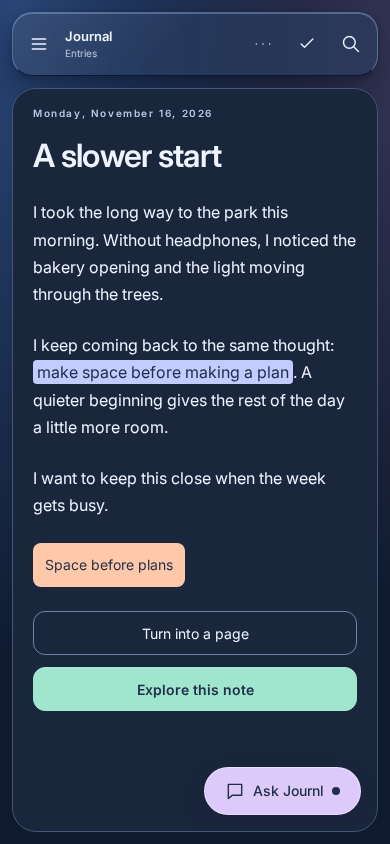 Journal
Entries
Monday, November 16, 2026
A slower start
I took the long way to the park this
morning. Without headphones, I noticed the
bakery opening and the light moving
through the trees.
I keep coming back to the same thought:
make space before making a plan. A
quieter beginning gives the rest of the day
a little more room.
I want to keep this close when the week
gets busy.
Space before plans
Turn into a page
Explore this note
Ask Journl